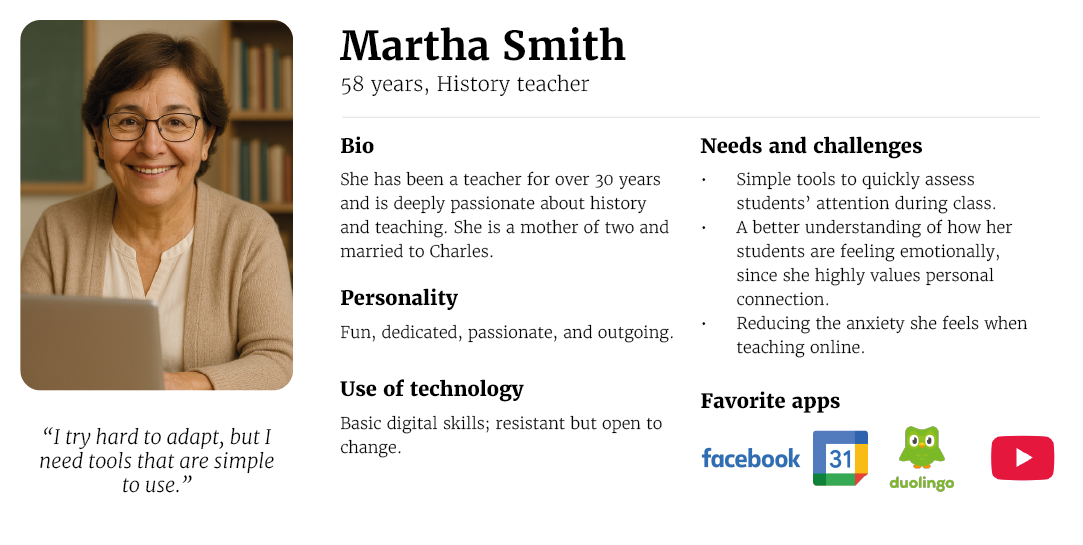 Martha Smith
58 years, History teacher
Bio
She has been a teacher for over 30 years
and is deeply passionate about history
and teaching. She is a mother of two and
married to Charles.
Personality
Fun, dedicated, passionate, and outgoing.
Use of technology
Basic digital skills; resistant but open to
change.
Needs and challenges
• Simple tools to quickly assess
students’ attention during class.
• A better understanding of how her
students are feeling emotionally,
since she highly values personal
connection.
• Reducing the anxiety she feels when
teaching online.
Favorite apps
facebook
31
duolingo
“I try hard to adapt, but I
need tools that are simple
to use.”